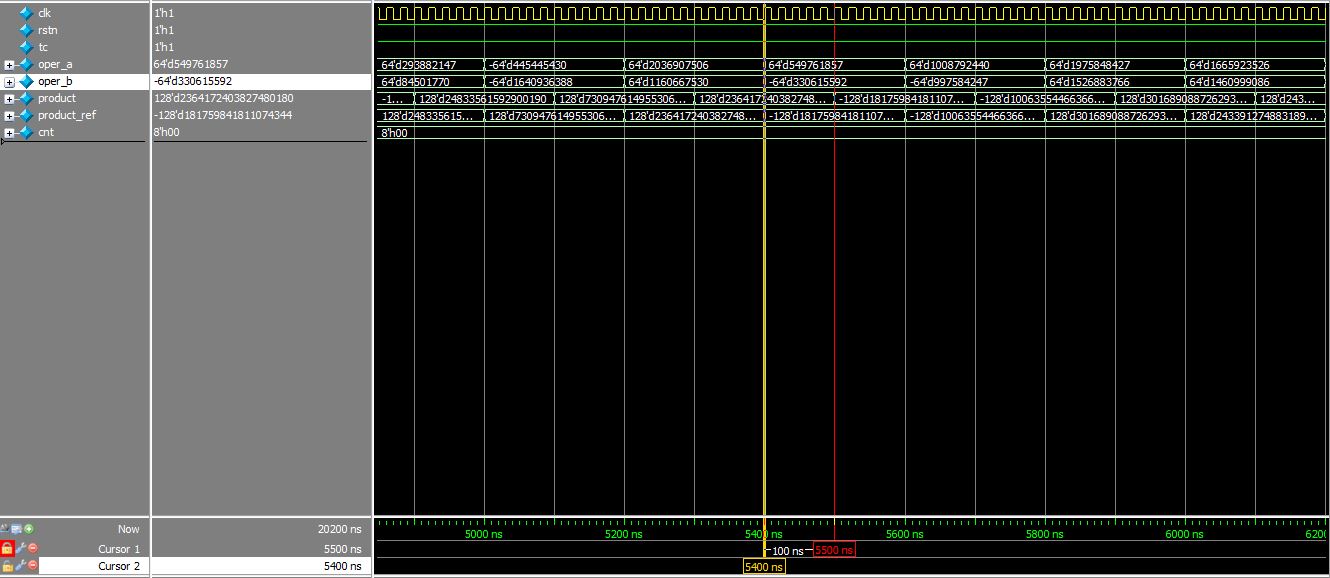 clk 1'h1
rstn 1'h1
tc 1'h1
oper_a 64'd549761857 64'd293882147 -64'd445445430 64'd2036907506 64'd549761857 64'd1008792440 64'd1975848427 64'd1665923526
oper_b -64'd330615592 64'd84501770 -64'd1640936388 64'd1160667530 -64'd330615592 -64'd997584247 64'd1526883766 64'd1460999086
product 128'd2364172403827480180 -1... 128'd24833561592900190 128'd730947614955306... 128'd236417240382748... -128'd18175984181107... -128'd10063554466366... 128'd301689088726293... 128'd243...
product_ref -128'd181759841811074344 128'd248335615... 128'd730947614955306... 128'd236417240382748... -128'd18175984181107... -128'd10063554466366... 128'd301689088726293... 128'd243391274883189...
cnt 8'h00 8'h00
Now 20200 ns 5000 ns 5200 ns 5400 ns 5600 ns 5800 ns 6000 ns 6200
Cursor 1 5500 ns 100 ns 5500 ns
Cursor 2 5400 ns 5400 ns